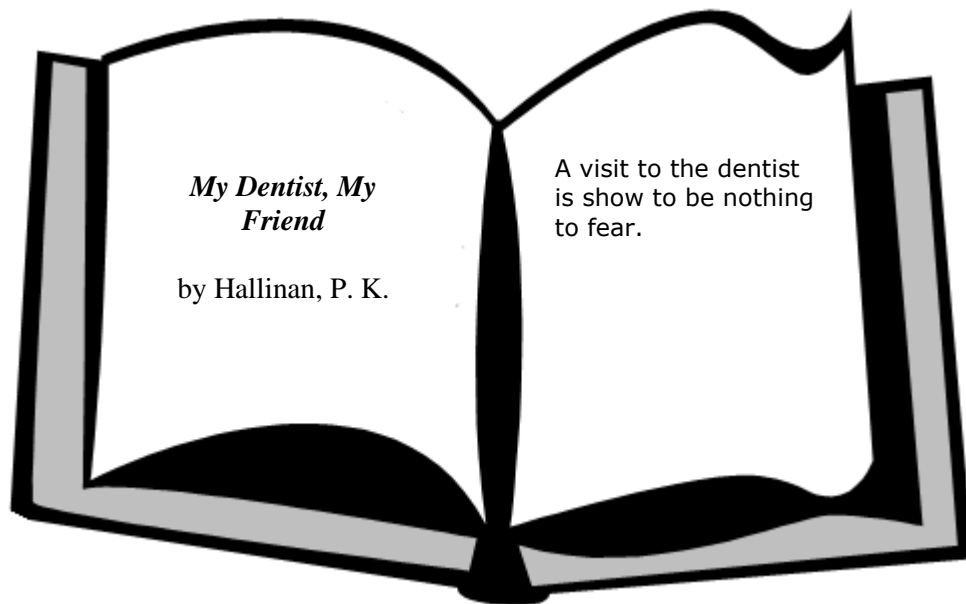 My Dentist, My
Friend
by Hallinan, P. K.
A visit to the dentist
is show to be nothing
to fear.